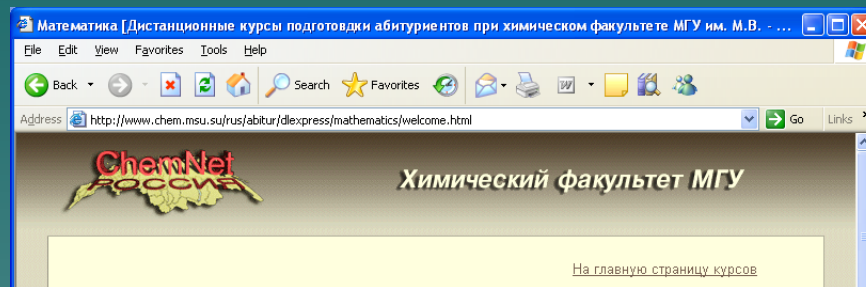 Математика [Дистанционные курсы подготовдки абитуриентов при химическом факультете МГУ им. М.В. - ...
File Edit View Favorites Tools Help
Back Search Favorites
Address http://www.chem.msu.su/rus/abitur/dlexpress/mathematics/welcome.html Go Links
ChemNet Химический факультет МГУ
РОССИЯ
На главную страницу курсов